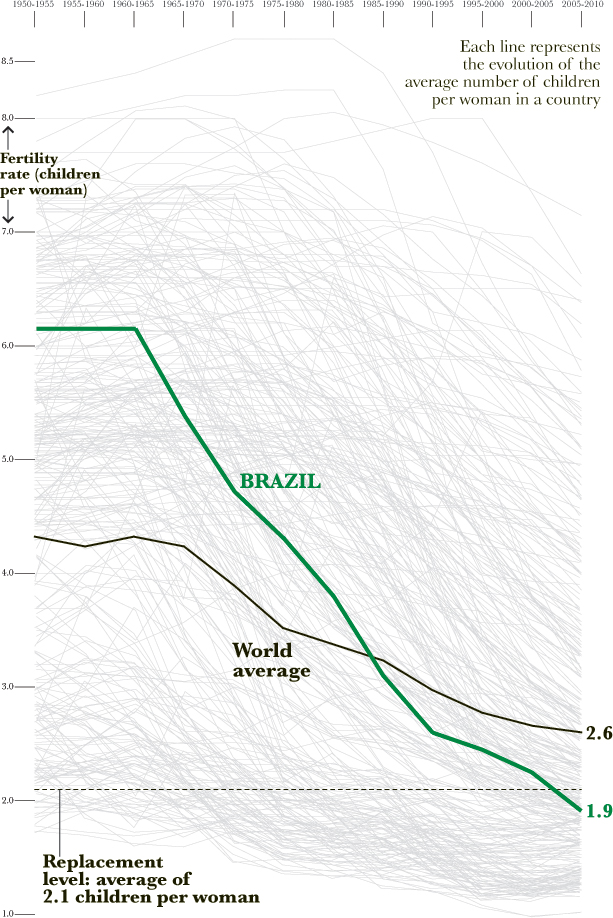 1950-1955 1955-1960 1960-1965 1965-1970 1970-1975 1975-1980 1980-1985 1985-1990 1990-1995 1995-2000 2000-2005 2005-2010
Each line represents
the evolution of the
average number of children
per woman in a country
8.5
8.0
Fertility
rate (children
per woman)
7.0
6.0
5.0
BRAZIL
4.0
World
average
3.0
2.6
2.0
1.9
Replacement
level: average of
2.1 children per woman
1.0